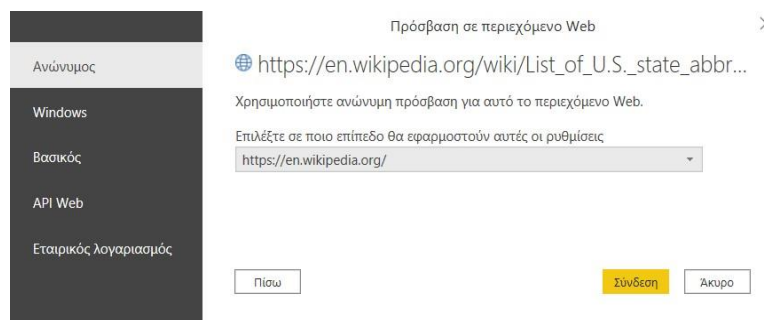 Πρόσβαση σε περιεχόμενο Web
Ανώνυμος
Windows
Βασικός
API Web
Εταιρικός λογαριασμός
https://en.wikipedia.org/wiki/List_of_U.S._state_abbr...
Χρησιμοποιήστε ανώνυμη πρόσβαση για αυτό το περιεχόμενο Web.
Επιλέξτε σε ποιο επίπεδο θα εφαρμοστούν αυτές οι ρυθμίσεις
https://en.wikipedia.org/
Πίσω
Σύνδεση
Άκυρο